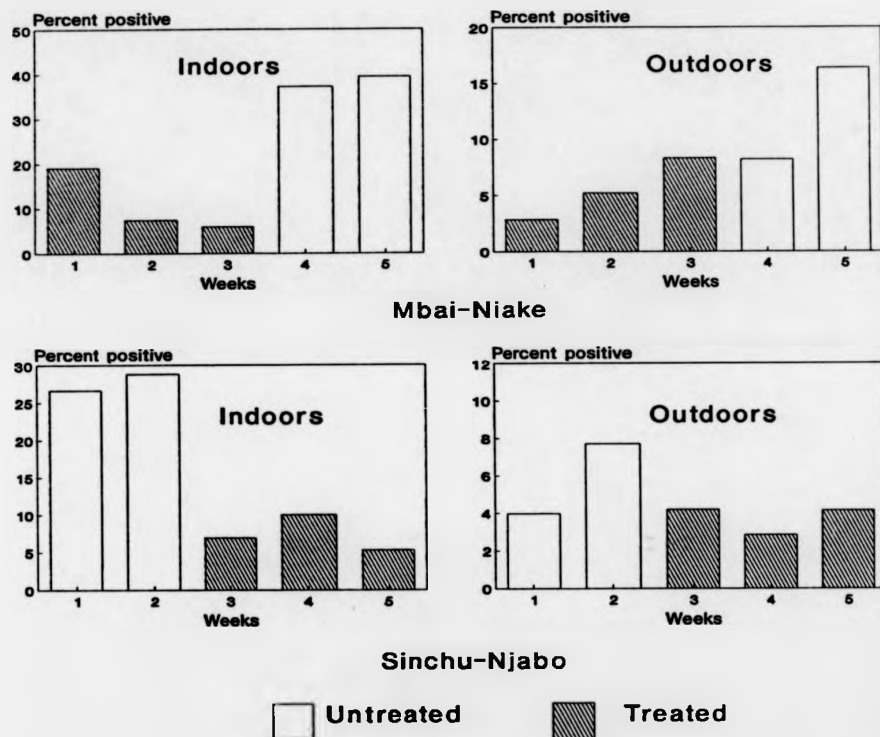 Percent positive
50
40
30
20
10
0
Indoors
1 2 3 4 5
Weeks
Percent positive
20
15
10
5
0
Outdoors
1 2 3 4 5
Weeks
Mbai-Niake
Percent positive
30
25
20
15
10
5
0
Indoors
1 2 3 4 5
Weeks
Percent positive
12
10
8
6
4
2
0
Outdoors
1 2 3 4 5
Weeks
Sinchu-Njabo
Untreated
Treated